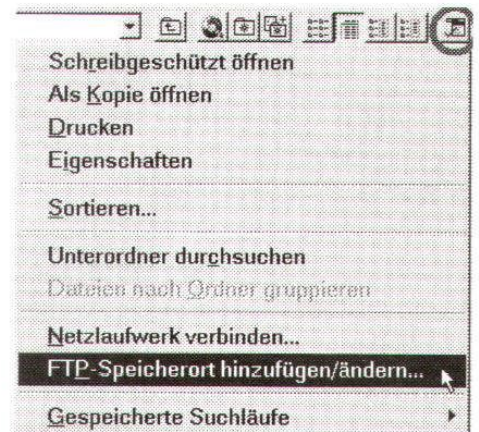 Schreibgeschützt öffnen
Als Kopie öffnen
Drucken
Eigenschaften
Sortieren...
Unterordner durchsuchen
Dateien nach Ordner gruppieren
Netzlaufwerk verbinden...
FTP-Speicherort hinzufügen/ändern...
Gespeicherte Suchläufe